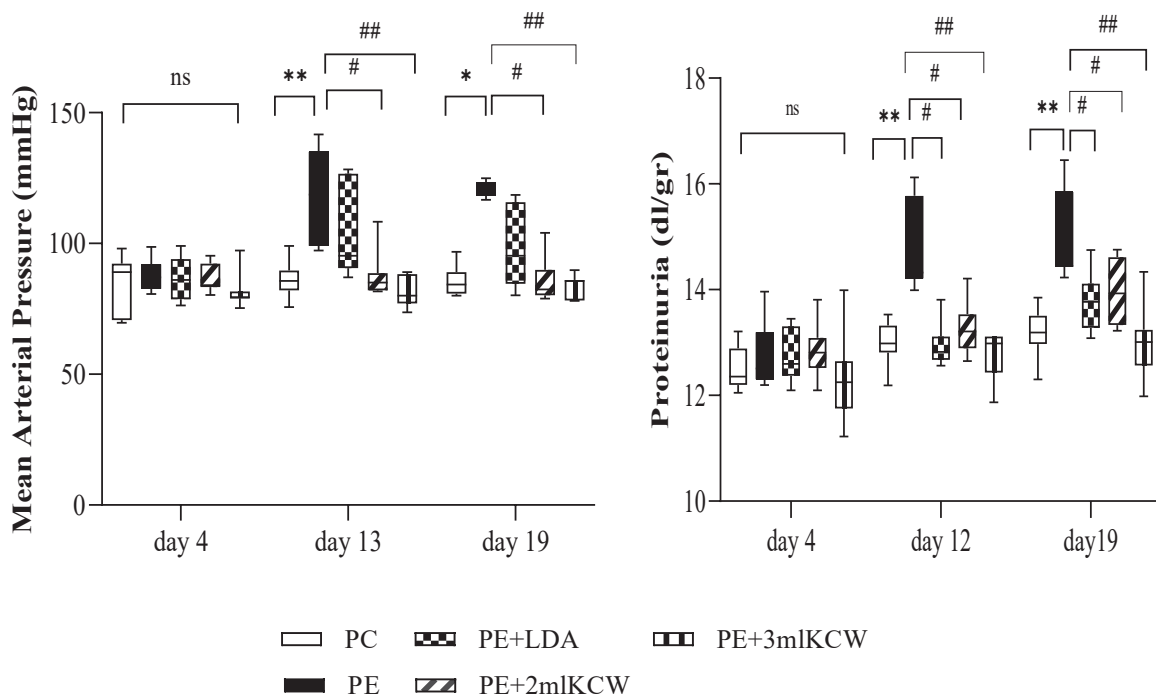 Mean Arterial Pressure (mmHg)
150
100
50
0
ns
**
#
##
*
#
##
day 4
day 13
day 19
Proteinuria (dl/gr)
18
16
14
12
10
ns
**
#
#
##
**
#
#
##
day 4
day 12
day19
PC
PE+LDA
PE+3mlKCW
PE
PE+2mlKCW